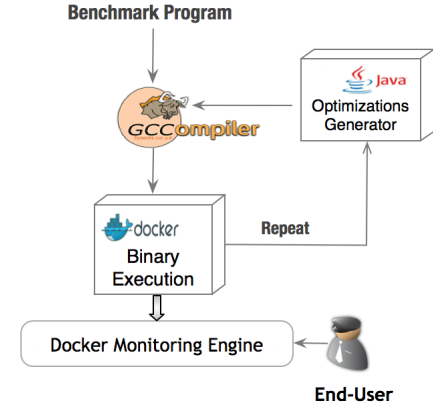 Benchmark Program
Java
Optimizations
Generator
GCCompiler
docker
Binary
Execution
Repeat
Docker Monitoring Engine
End-User